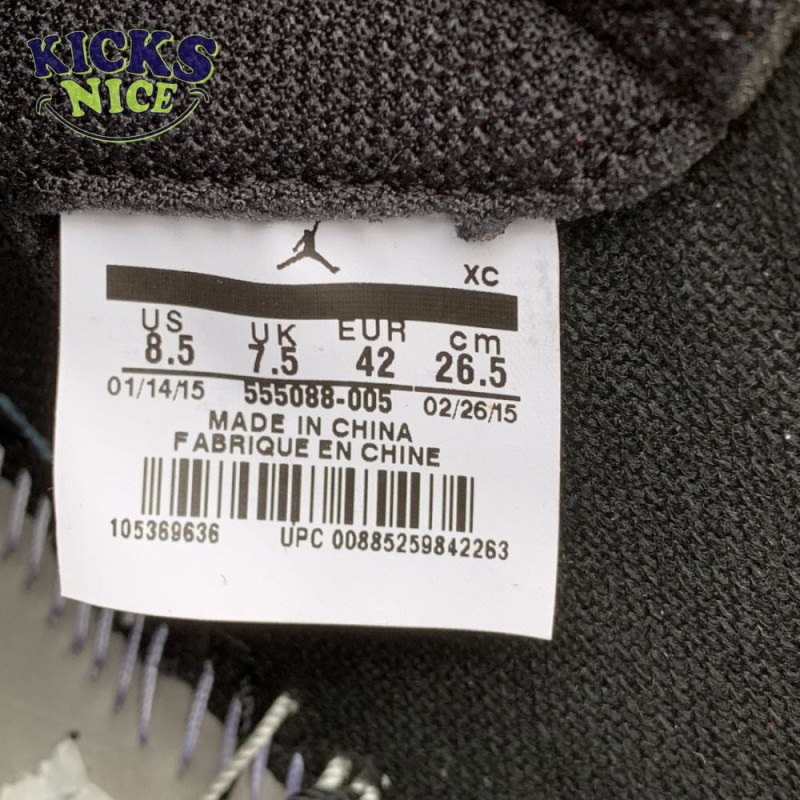 KICKS
NICE
XC
US UK EUR cm
8.5 7.5 42 26.5
01/14/15 555088-005 02/26/15
MADE IN CHINA
FABRIQUE EN CHINE
105369636 UPC 00885259842263